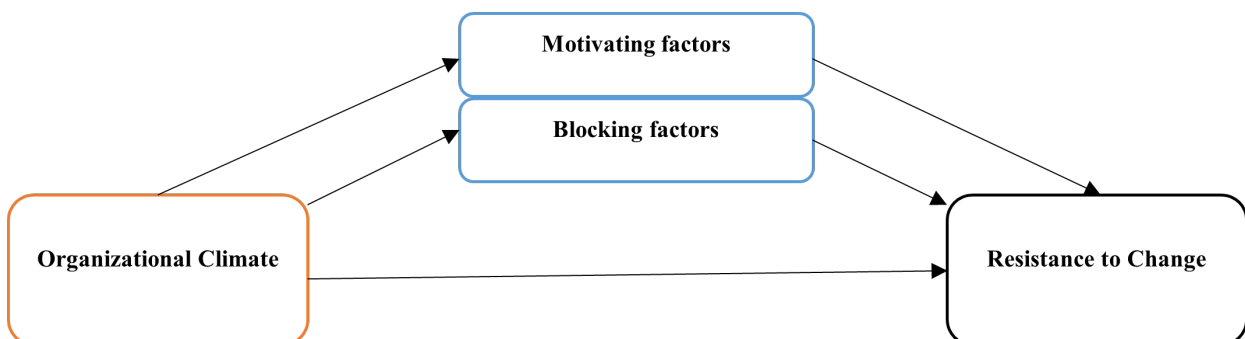 Motivating factors
Blocking factors
Organizational Climate
Resistance to Change